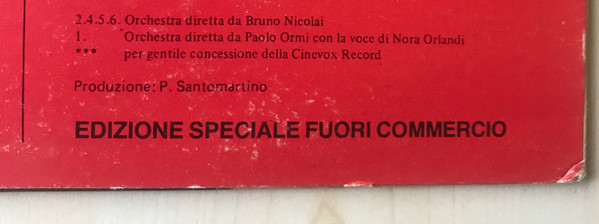 2.4.5.6. Orchestra diretta da Bruno Nicolai
1. Orchestra diretta da Paolo Ormi con la voce di Nora Orlandi
*** per gentile concessione della Cinevox Record
Produzione: P. Santomartino
EDIZIONE SPECIALE FUORI COMMERCIO